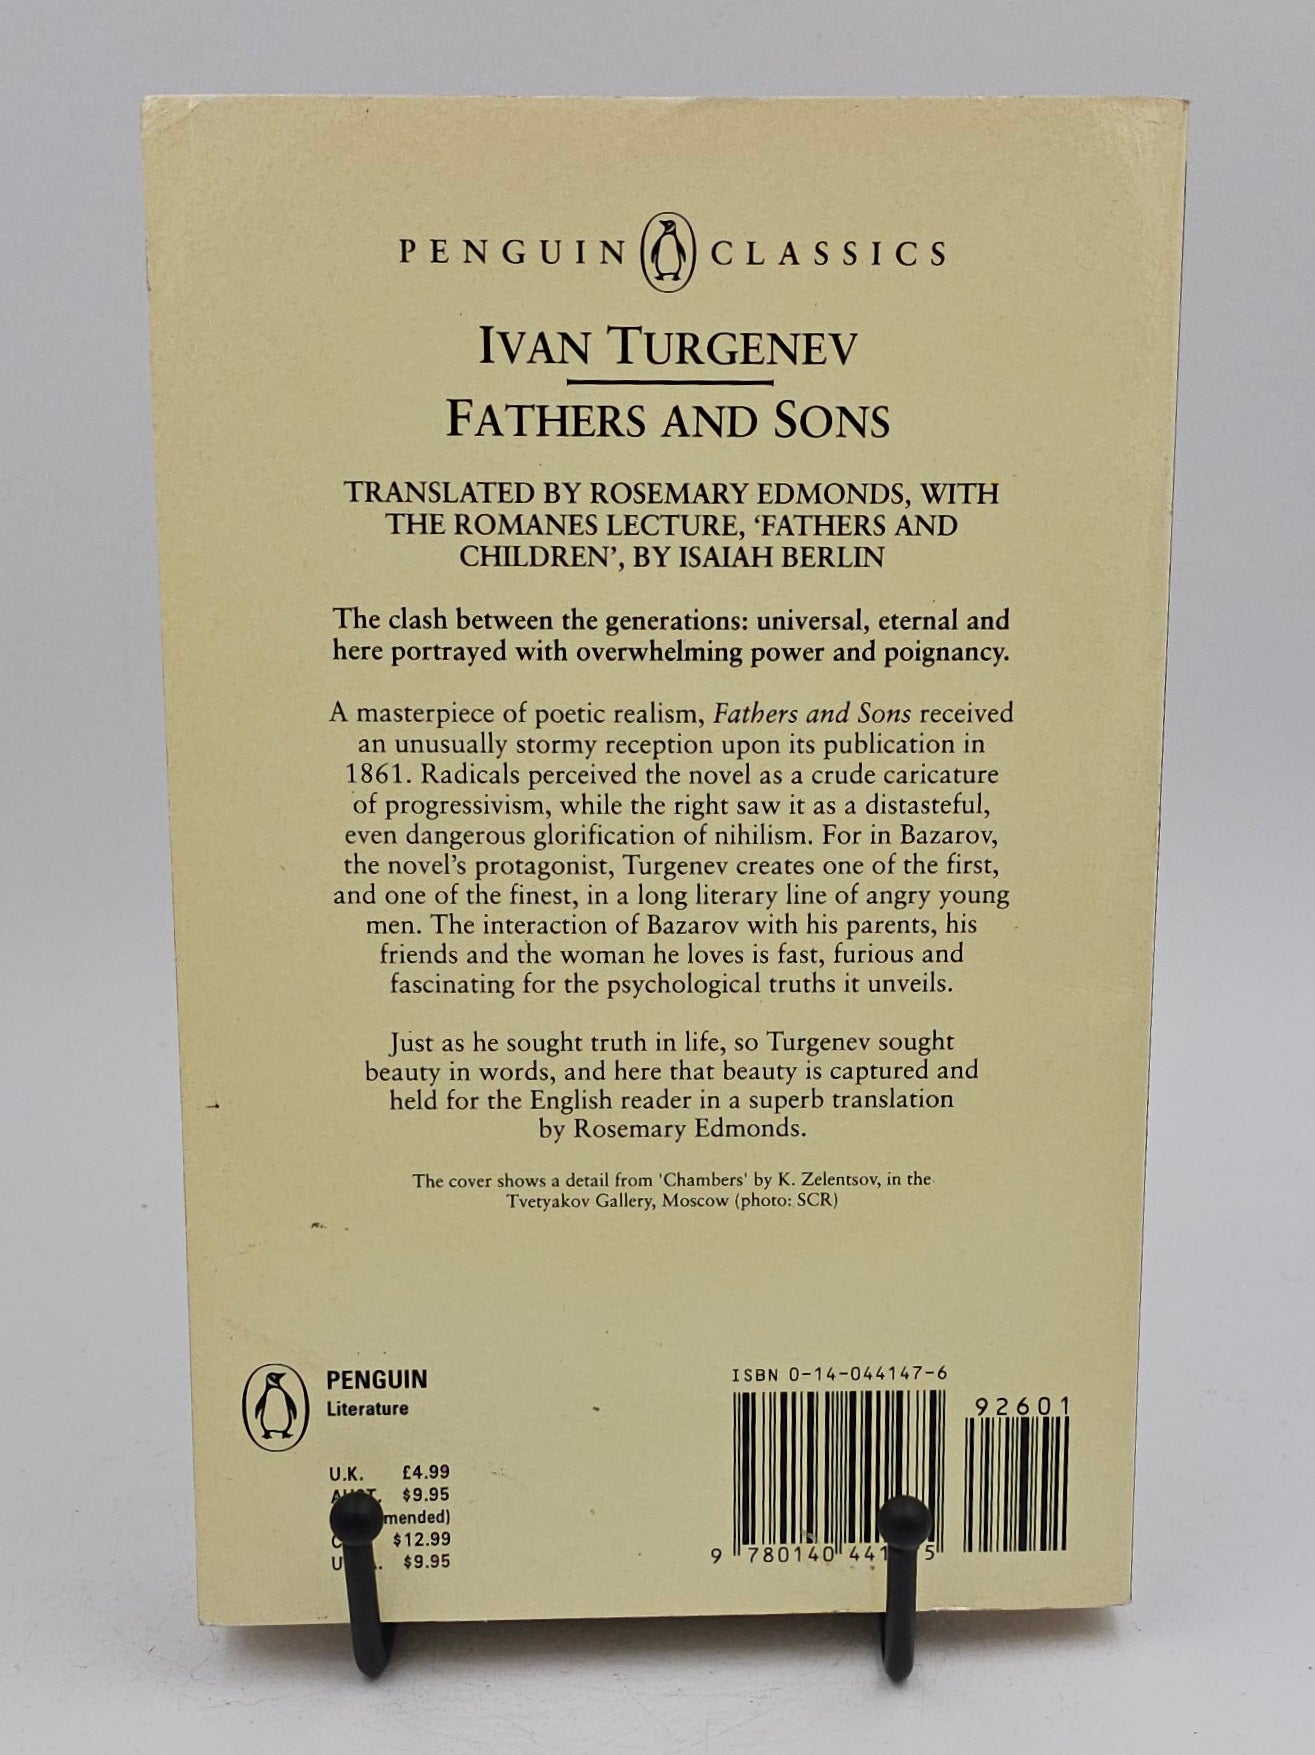 PENGUIN CLASSICS
IVAN TURGENEV
FATHERS AND SONS
TRANSLATED BY ROSEMARY EDMONDS, WITH
THE ROMANES LECTURE, ‘FATHERS AND
CHILDREN’, BY ISAIAH BERLIN
The clash between the generations: universal, eternal and
here portrayed with overwhelming power and poignancy.
A masterpiece of poetic realism, Fathers and Sons received
an unusually stormy reception upon its publication in
1861. Radicals perceived the novel as a crude caricature
of progressivism, while the right saw it as a distasteful,
even dangerous glorification of nihilism. For in Bazarov,
the novel’s protagonist, Turgenev creates one of the first,
and one of the finest, in a long literary line of angry young
men. The interaction of Bazarov with his parents, his
friends and the woman he loves is fast, furious and
fascinating for the psychological truths it unveils.
Just as he sought truth in life, so Turgenev sought
beauty in words, and here that beauty is captured and
held for the English reader in a superb translation
by Rosemary Edmonds.
The cover shows a detail from 'Chambers' by K. Zelentsov, in the
Tvetyakov Gallery, Moscow (photo: SCR)
PENGUIN
Literature
U.K. £4.99
$9.95
$12.99
$9.95
ISBN 0-14-044147-6
92601
9 780140